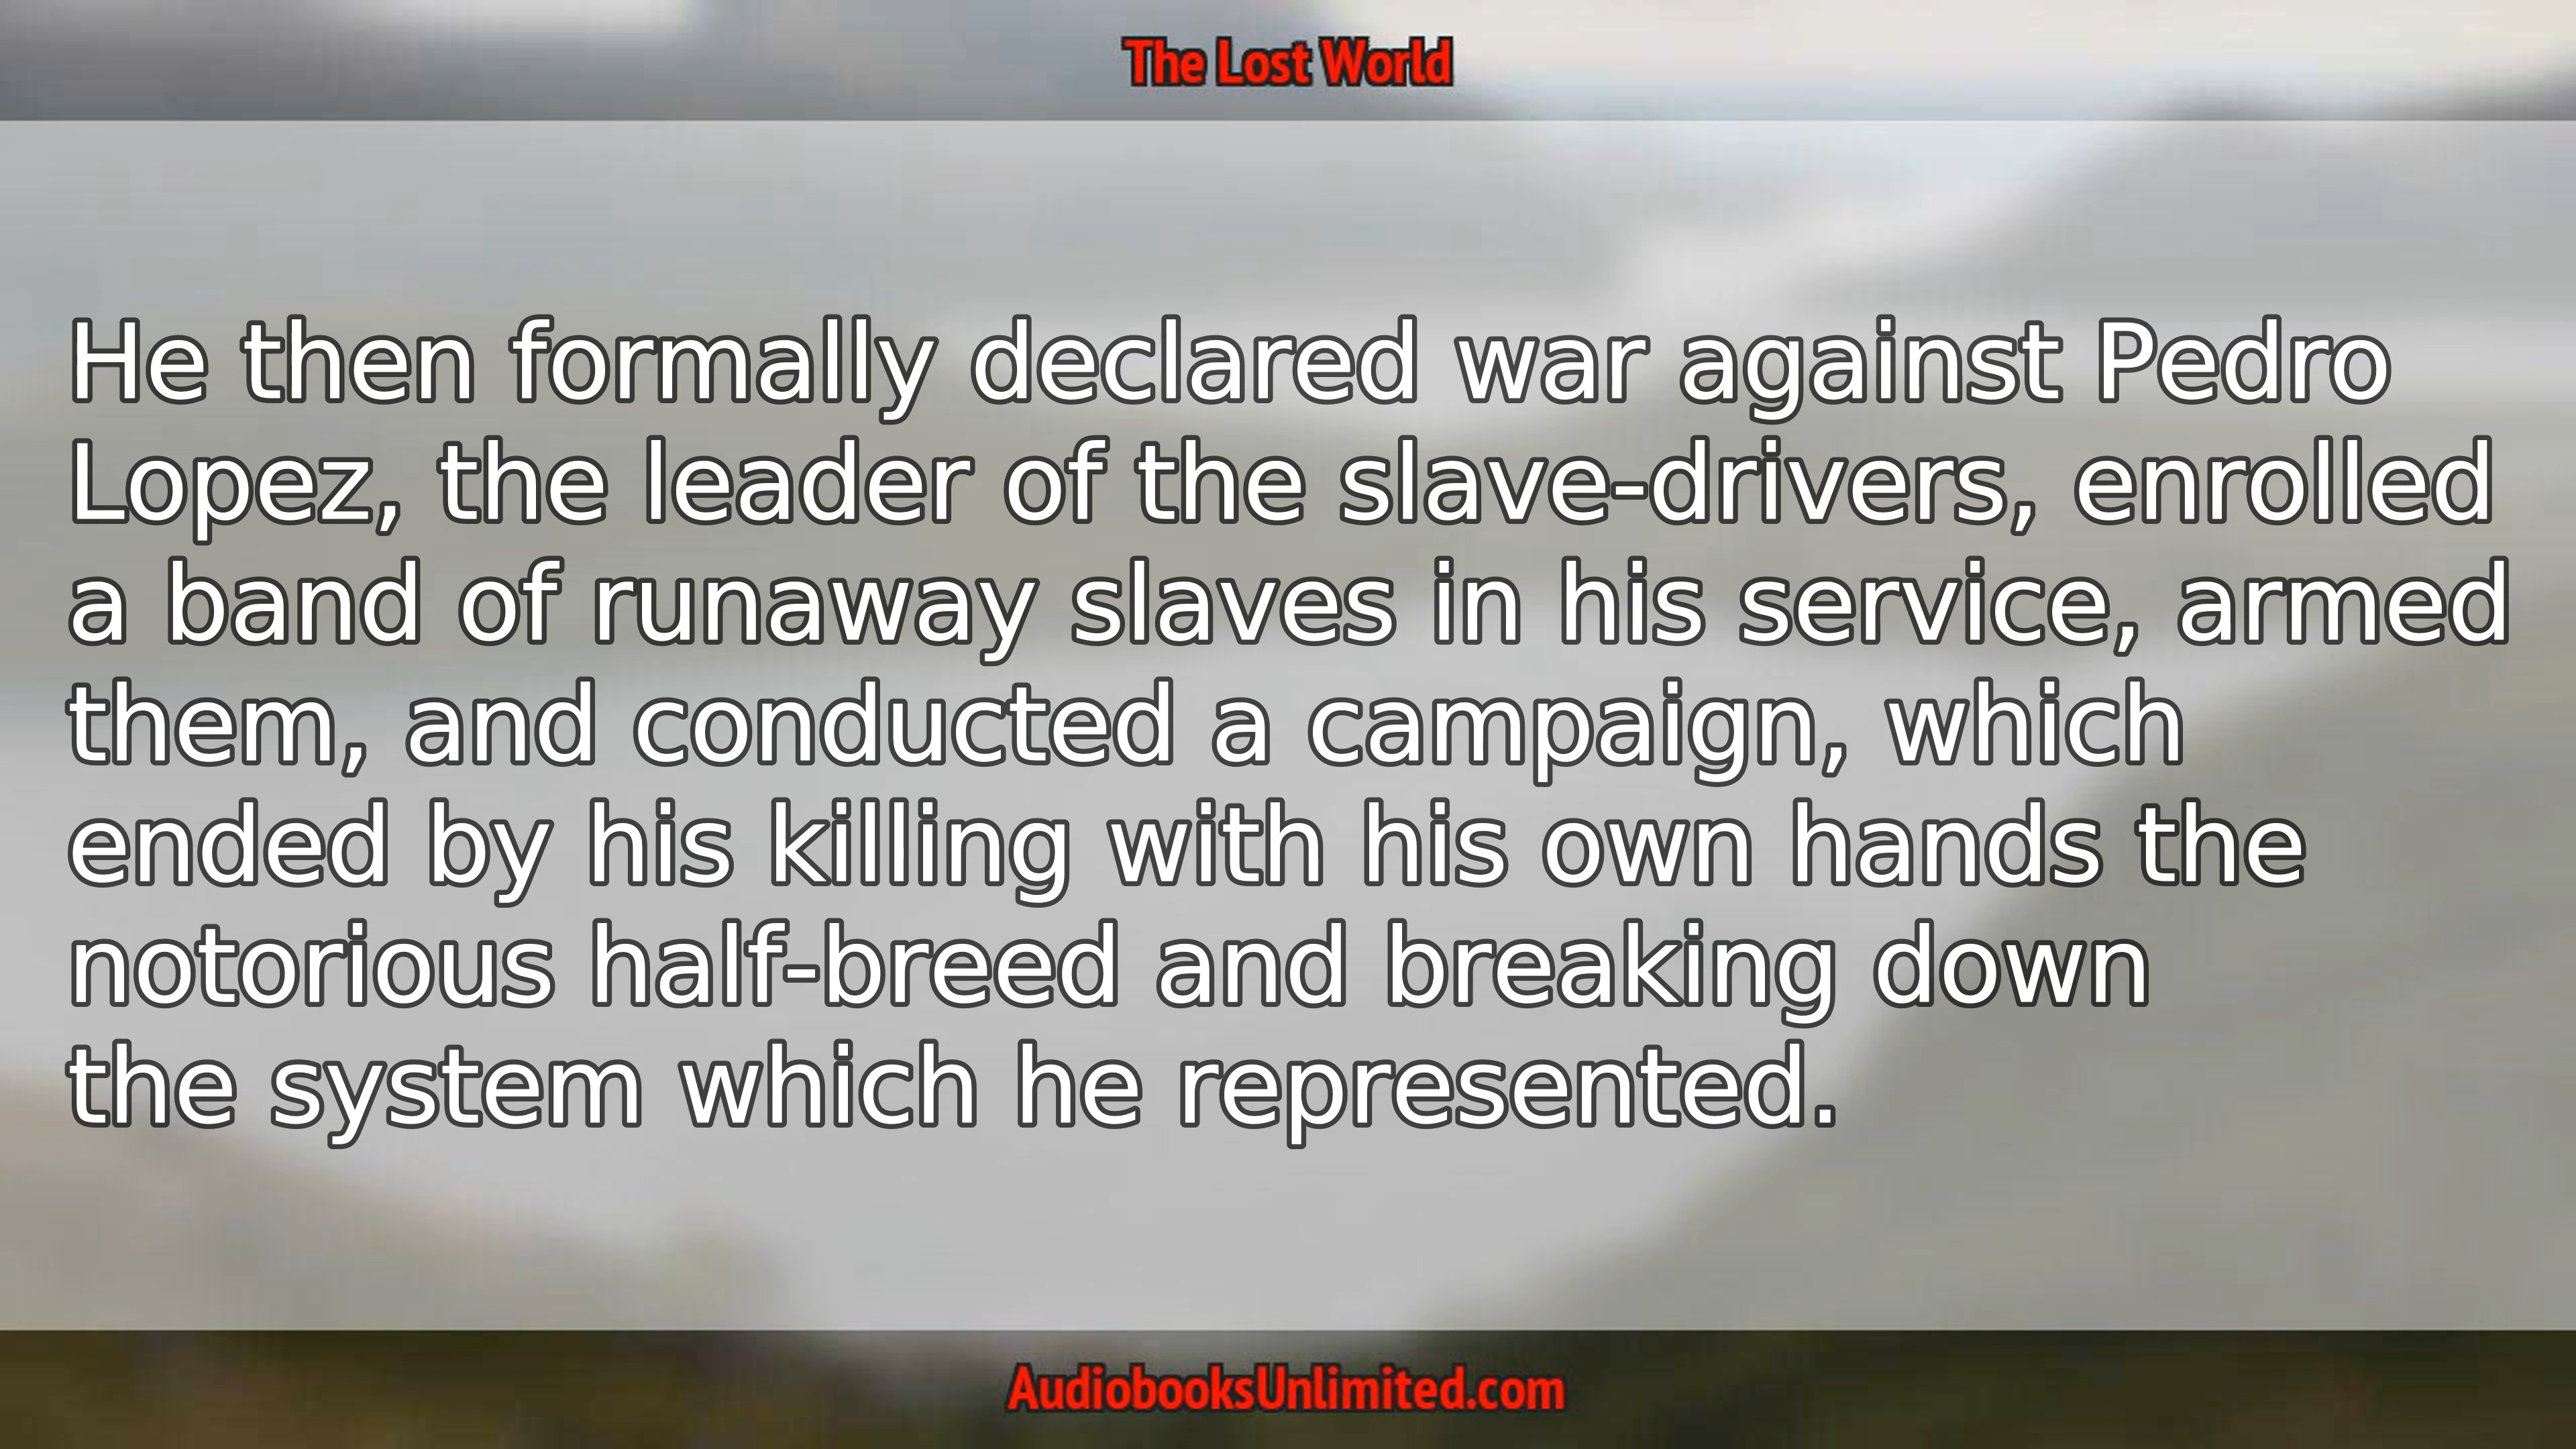 The Lost World
He then formally declared war against Pedro
Lopez, the leader of the slave-drivers, enrolled
a band of runaway slaves in his service, armed
them, and conducted a campaign, which
ended by his killing with his own hands the
notorious half-breed and breaking down
the system which he represented.
AudiobooksUnlimited.com